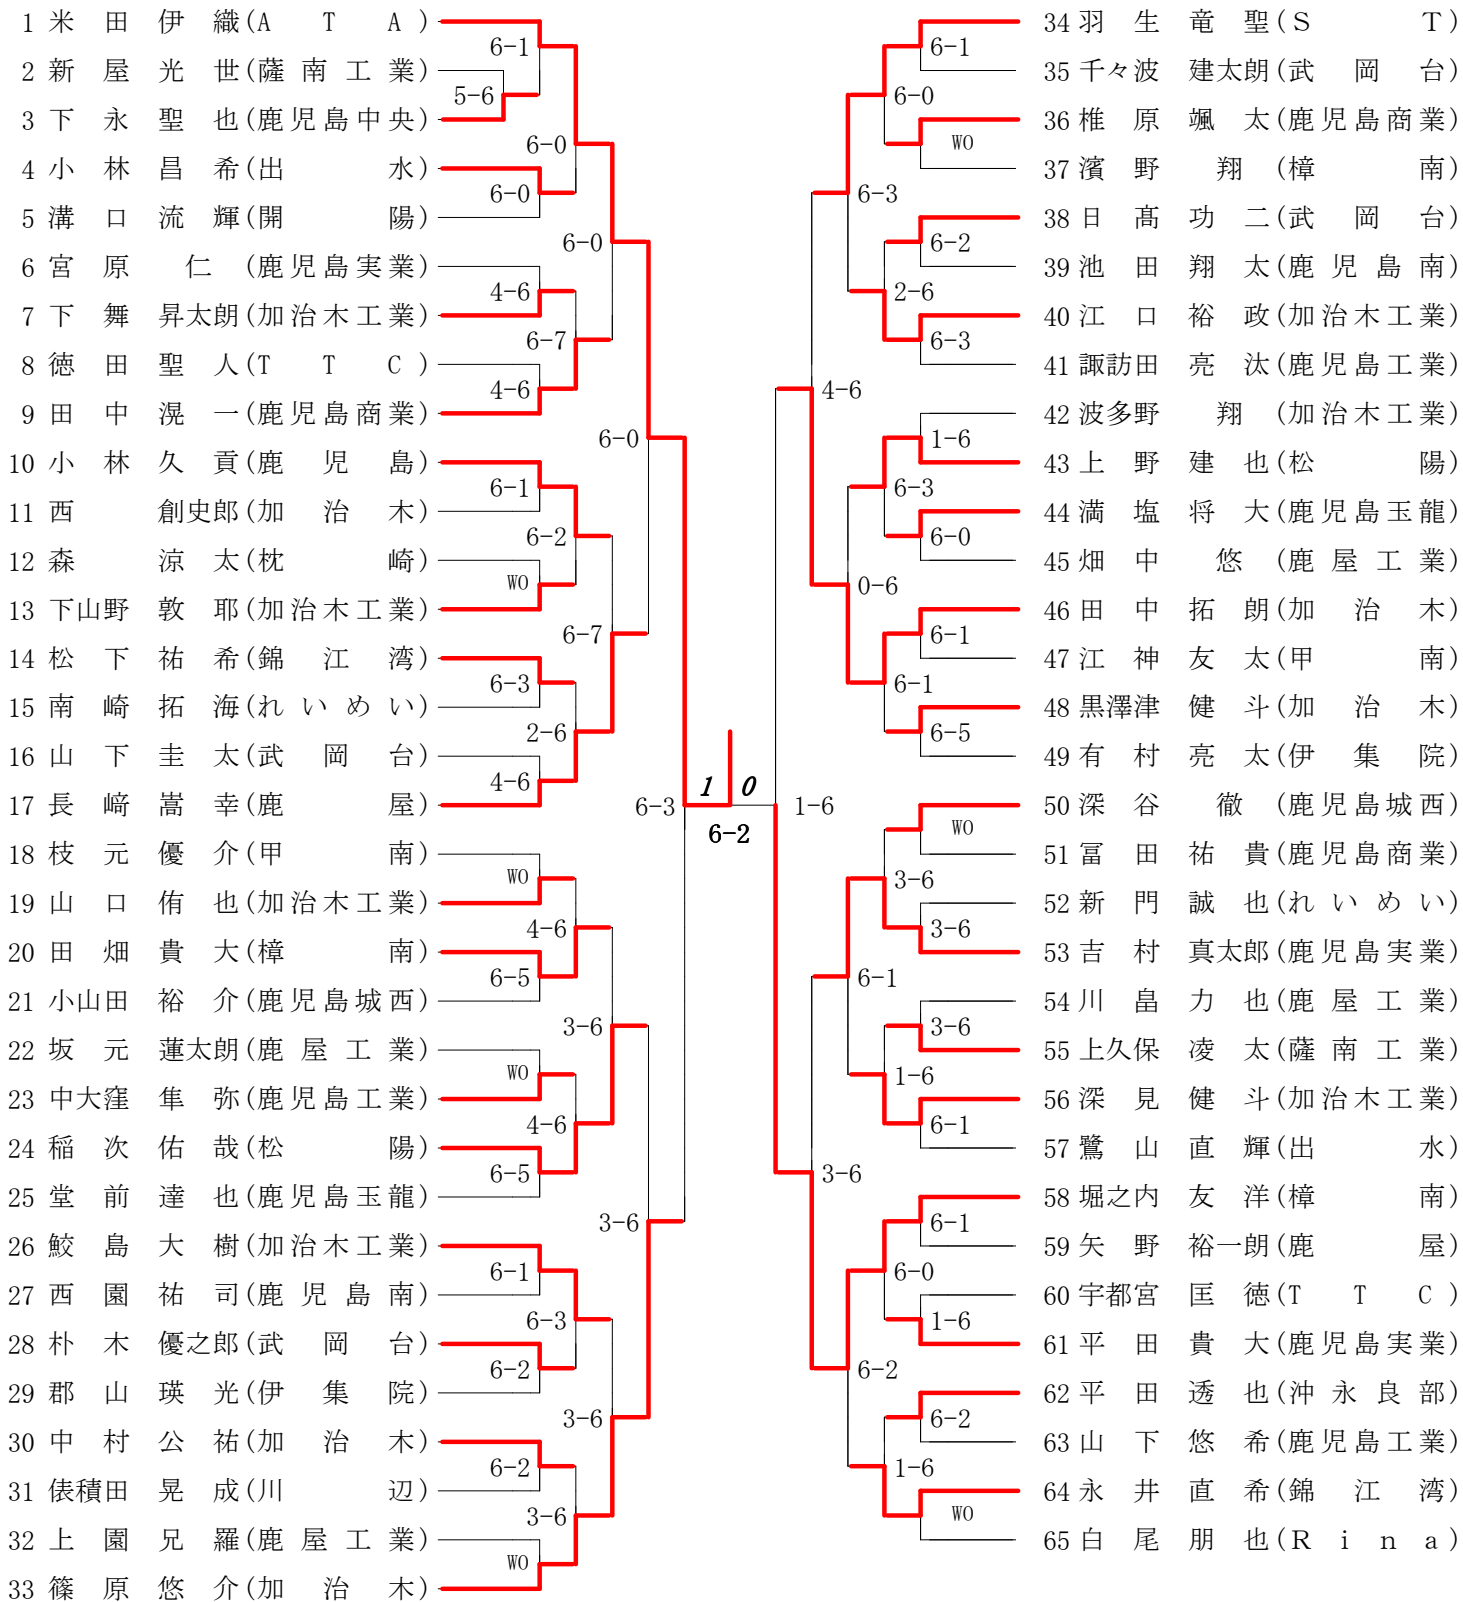 1 米田伊織(ATA)
6-1
2 新屋光世(薩南工業)
5-6
3 下永聖也(鹿児島中央)
6-0
4 小林昌希(出水)
6-0
5 溝口流輝(開陽)
6-0
6 宮原仁(鹿児島実業)
4-6
7 下舞昇太朗(加治木工業)
6-7
8 徳田聖人(TTC)
4-6
9 田中滉一(鹿児島商業)
6-0
10 小林久貢(鹿児島)
6-1
11 西創史郎(加治木)
6-2
12 森涼太(枕崎)
WO
13 下山野敦耶(加治木工業)
6-7
14 松下祐希(錦江湾)
6-3
15 南崎拓海(れいめい)
2-6
16 山下圭太(武岡台)
4-6
17 長﨑嵩幸(鹿屋)
6-3
18 枝元優介(甲南)
WO
19 山口侑也(加治木工業)
4-6
20 田畑貴大(樟南)
6-5
21 小山田裕介(鹿児島城西)
3-6
22 坂元蓮太朗(鹿屋工業)
WO
23 中大窪隼弥(鹿児島工業)
4-6
24 稲次佑哉(松陽)
6-5
25 堂前達也(鹿児島玉龍)
3-6
26 鮫島大樹(加治木工業)
6-1
27 西園祐司(鹿児島南)
6-3
28 朴木優之郎(武岡台)
6-2
29 郡山瑛光(伊集院)
3-6
30 中村公祐(加治木)
6-2
31 俵積田晃成(川辺)
3-6
32 上園兄羅(鹿屋工業)
WO
33 篠原悠介(加治木)
1 0
6-2
34 羽生竜聖(ST)
6-1
35 千々波建太朗(武岡台)
6-0
36 椎原颯太(鹿児島商業)
WO
37 濱野翔(樟南)
6-3
38 日髙功二(武岡台)
6-2
39 池田翔太(鹿児島南)
2-6
40 江口裕政(加治木工業)
6-3
41 諏訪田亮汰(鹿児島工業)
4-6
42 波多野翔(加治木工業)
1-6
43 上野建也(松陽)
6-3
44 満塩将大(鹿児島玉龍)
6-0
45 畑中悠(鹿屋工業)
0-6
46 田中拓朗(加治木)
6-1
47 江神友太(甲南)
6-1
48 黒澤津健斗(加治木)
6-5
49 有村亮太(伊集院)
1-6
50 深谷徹(鹿児島城西)
WO
51 冨田祐貴(鹿児島商業)
3-6
52 新門誠也(れいめい)
3-6
53 吉村真太郎(鹿児島実業)
6-1
54 川畠力也(鹿屋工業)
3-6
55 上久保凌太(薩南工業)
1-6
56 深見健斗(加治木工業)
6-1
57 鷺山直輝(出水)
3-6
58 堀之内友洋(樟南)
6-1
59 矢野裕一朗(鹿屋)
6-0
60 宇都宮匡徳(TTC)
1-6
61 平田貴大(鹿児島実業)
6-2
62 平田透也(沖永良部)
6-2
63 山下悠希(鹿児島工業)
1-6
64 永井直希(錦江湾)
WO
65 白尾朋也(Rina)